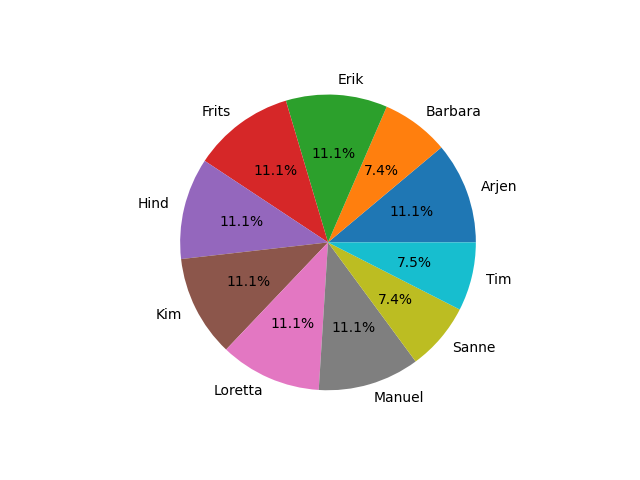 Erik
Frits
Barbara
11.1%
11.1%
7.4%
Arjen
Hind
11.1%
11.1%
7.5%
11.1%
Tim
7.4%
Kim
11.1%
11.1%
Sanne
Loretta
Manuel